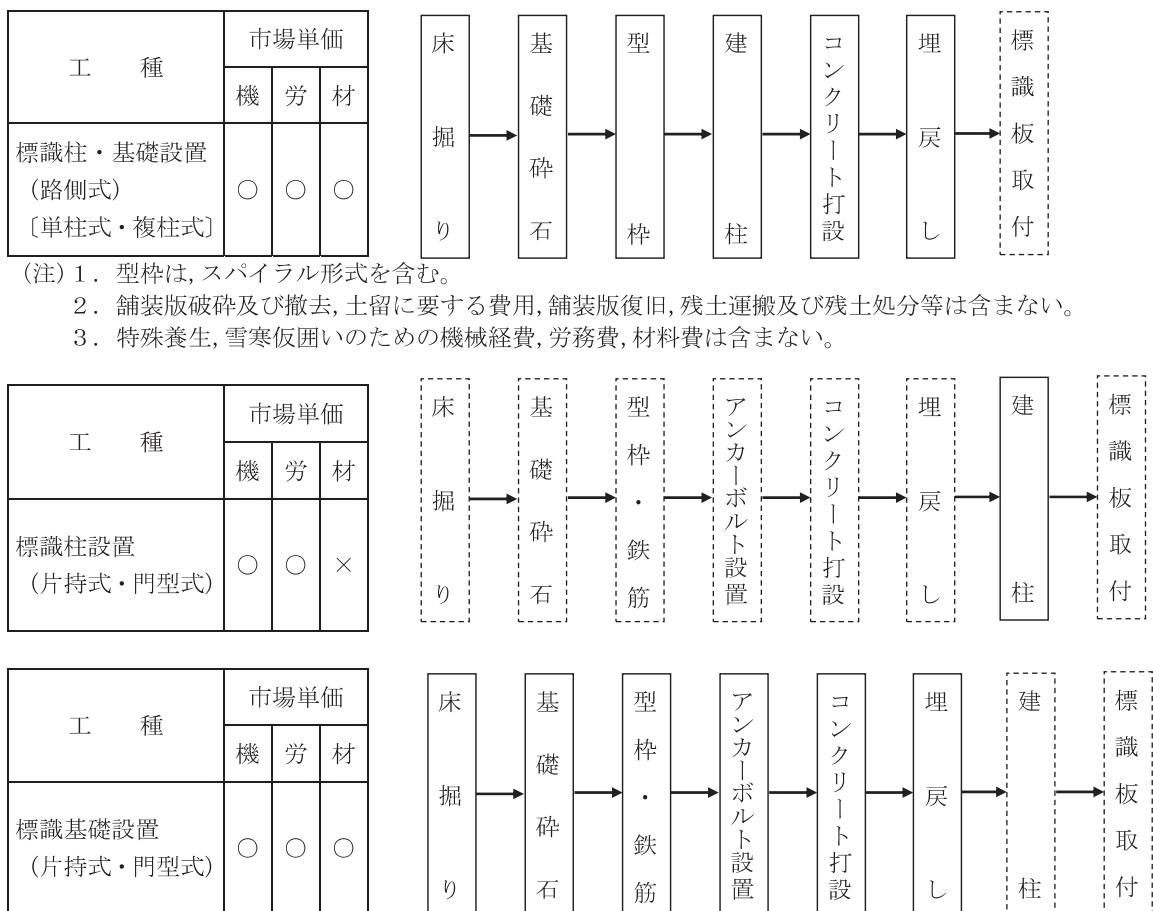 工　種
市場単価
機 労 材
標識柱・基礎設置
（路側式）
〔単柱式・複柱式〕
○ ○ ○
床掘り
基礎砕石
型枠
建柱
コンクリート打設
埋戻し
標識板取付
（注）１．型枠は，スパイラル形式を含む。
２．舗装版破砕及び撤去，土留に要する費用，舗装版復旧，残土運搬及び残土処分等は含まない。
３．特殊養生，雪寒仮囲いのための機械経費，労務費，材料費は含まない。
工　種
市場単価
機 労 材
標識柱設置
（片持式・門型式）
○ ○ ×
床掘り
基礎砕石
型枠・鉄筋
アンカーボルト設置
コンクリート打設
埋戻し
建柱
標識板取付
工　種
市場単価
機 労 材
標識基礎設置
（片持式・門型式）
○ ○ ○
床掘り
基礎砕石
型枠・鉄筋
アンカーボルト設置
コンクリート打設
埋戻し
建柱
標識板取付